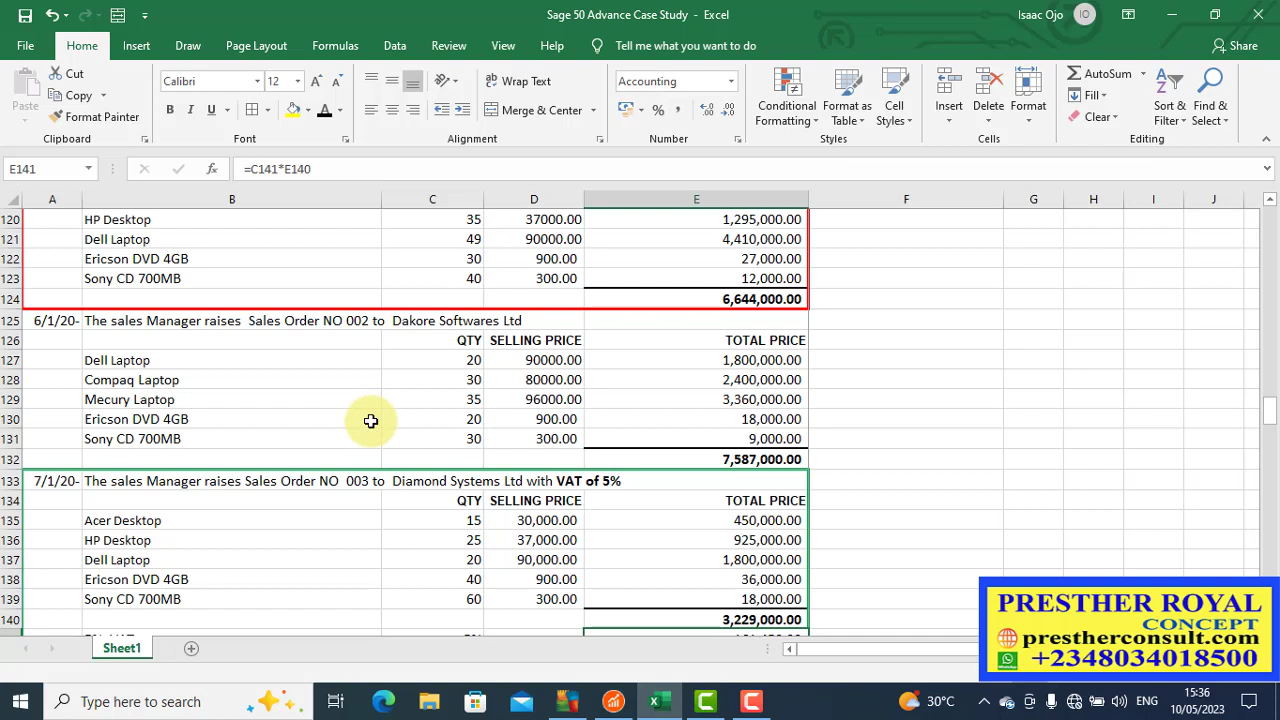 Sage 50 Advance Case Study - Excel
Isaac Ojo
IO
File
Home
Insert
Draw
Page Layout
Formulas
Data
Review
View
Help
Tell me what you want to do
Share
Paste
Cut
Copy
Format Painter
Clipboard
Calibri
12
A
A
B I U
A
Font
ab
Wrap Text
Merge & Center
Alignment
Accounting
%
Number
Conditional Formatting
Format as Table
Cell Styles
Styles
Insert
Delete
Format
Cells
AutoSum
Fill
Clear
Sort & Filter
Find & Select
Editing
E141
fx
=C141*E140
A B C D E F G H I J
120 HP Desktop 35 37000.00 1,295,000.00
121 Dell Laptop 49 90000.00 4,410,000.00
122 Ericson DVD 4GB 30 900.00 27,000.00
123 Sony CD 700MB 40 300.00 12,000.00
124 6,644,000.00
125 6/1/20- The sales Manager raises Sales Order NO 002 to Dakore Softwares Ltd
126 QTY SELLING PRICE TOTAL PRICE
127 Dell Laptop 20 90000.00 1,800,000.00
128 Compaq Laptop 30 80000.00 2,400,000.00
129 Mecury Laptop 35 96000.00 3,360,000.00
130 Ericson DVD 4GB 20 900.00 18,000.00
131 Sony CD 700MB 30 300.00 9,000.00
132 7,587,000.00
133 7/1/20- The sales Manager raises Sales Order NO 003 to Diamond Systems Ltd with VAT of 5%
134 QTY SELLING PRICE TOTAL PRICE
135 Acer Desktop 15 30,000.00 450,000.00
136 HP Desktop 25 37,000.00 925,000.00
137 Dell Laptop 20 90,000.00 1,800,000.00
138 Ericson DVD 4GB 40 900.00 36,000.00
139 Sony CD 700MB 60 300.00 18,000.00
140 3,229,000.00
Sheet1
PRESTHER ROYAL
CONCEPT
prestherconsult.com
+2348034018500
Type here to search
30°C
ENG
15:36
10/05/2023